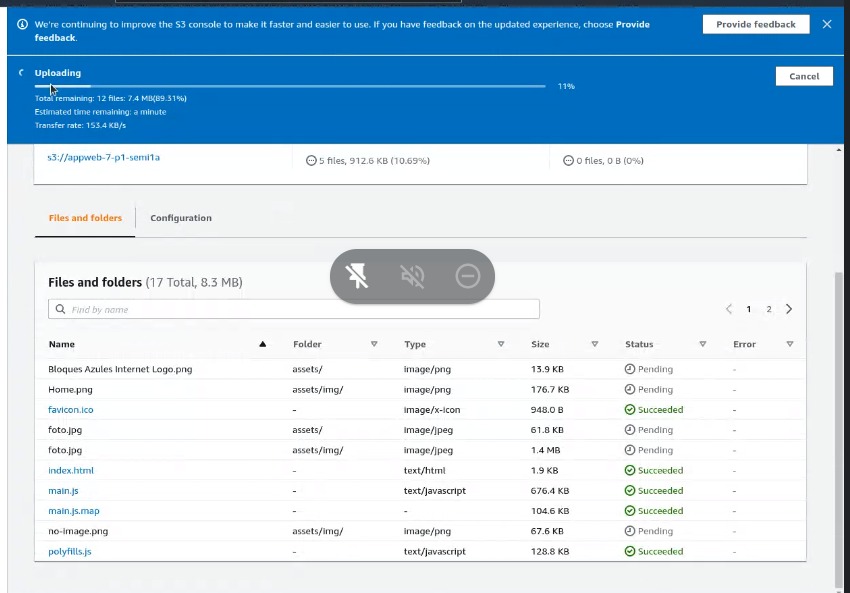 We're continuing to improve the S3 console to make it faster and easier to use. If you have feedback on the updated experience, choose Provide
feedback.
Provide feedback
Uploading
11%
Cancel
Total remaining: 12 files: 7.4 MB(89.31%)
Estimated time remaining: a minute
Transfer rate: 153.4 KB/s
s3://appweb-7-p1-semi1a
5 files, 912.6 KB (10.69%)
0 files, 0 B (0%)
Files and folders
Configuration
Files and folders (17 Total, 8.3 MB)
Find by name
1 2
Name Folder Type Size Status Error
Bloques Azules Internet Logo.png assets/ image/png 13.9 KB Pending -
Home.png assets/img/ image/png 176.7 KB Pending -
favicon.ico - image/x-icon 948.0 B Succeeded -
foto.jpg assets/ image/jpeg 61.8 KB Pending -
foto.jpg assets/img/ image/jpeg 1.4 MB Pending -
index.html - text/html 1.9 KB Succeeded -
main.js - text/javascript 676.4 KB Succeeded -
main.js.map - - 104.6 KB Succeeded -
no-image.png assets/img/ image/png 67.6 KB Pending -
polyfills.js - text/javascript 128.8 KB Succeeded -